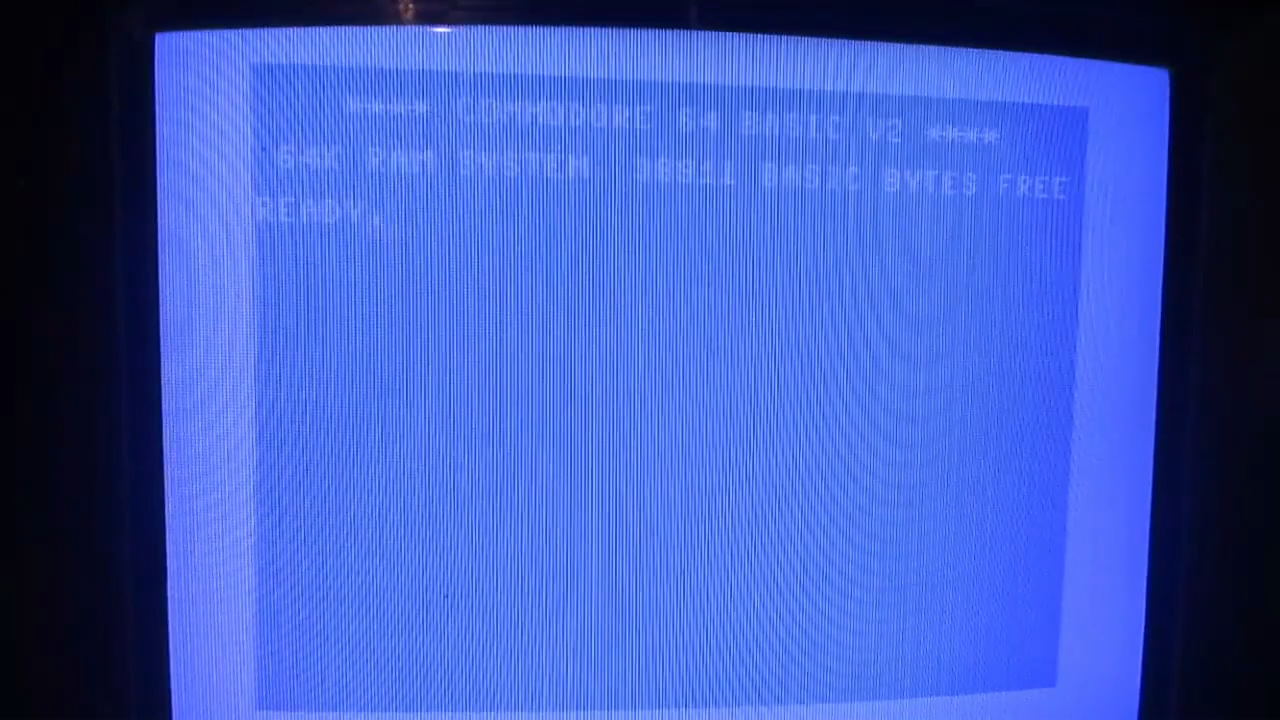 **** COMMODORE 64 BASIC V2 ****
64K RAM SYSTEM 38911 BASIC BYTES FREE
READY.